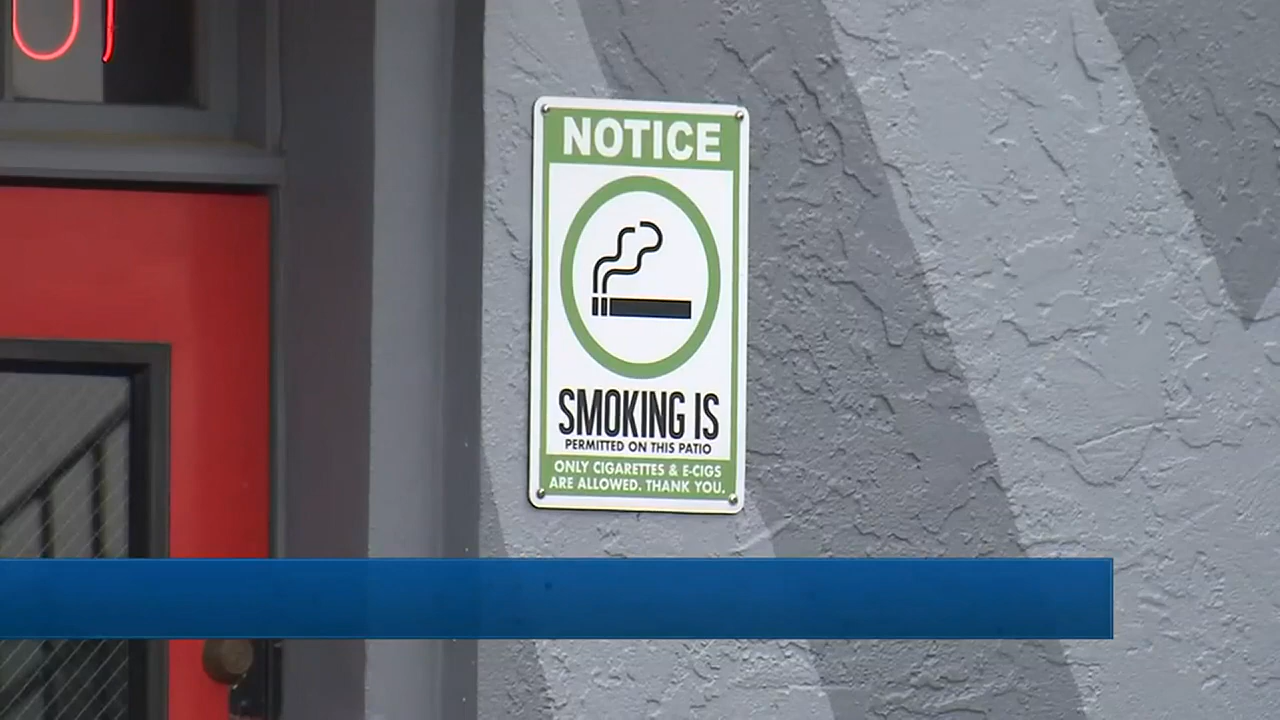 NOTICE
SMOKING IS
PERMITTED ON THIS PATIO
ONLY CIGARETTES & E-CIGS
ARE ALLOWED. THANK YOU.